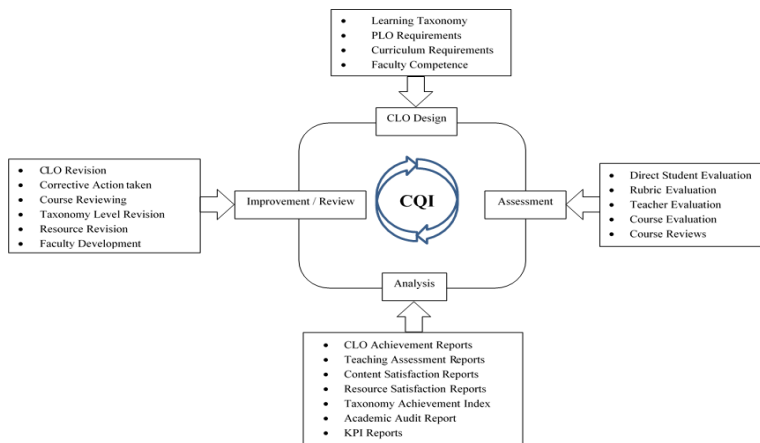 • Learning Taxonomy
• PLO Requirements
• Curriculum Requirements
• Faculty Competence
CLO Design
• CLO Revision
• Corrective Action taken
• Course Reviewing
• Taxonomy Level Revision
• Resource Revision
• Faculty Development
Improvement / Review
CQI
Assessment
• Direct Student Evaluation
• Rubric Evaluation
• Teacher Evaluation
• Course Evaluation
• Course Reviews
Analysis
• CLO Achievement Reports
• Teaching Assessment Reports
• Content Satisfaction Reports
• Resource Satisfaction Reports
• Taxonomy Achievement Index
• Academic Audit Report
• KPI Reports